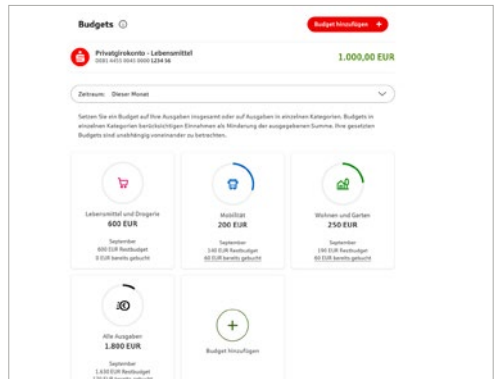 Budgets
Budget hinzufügen +
Privatgirokonto - Lebensmittel
1.000,00 EUR
Zeitraum: Dieser Monat
Setzen Sie ein Budget auf Ihre Ausgaben insgesamt oder auf Ausgaben in einzelnen Kategorien. Budgets in
einzelnen Kategorien berücksichtigen Einnahmen als Minderung der ausgegebenen Summe. Ihre gesetzten
Budgets sind unabhängig voneinander zu betrachten.
Lebensmittel und Drogerie
600 EUR
September
600 EUR Restbudget
0 EUR bereits gebucht
Mobilität
200 EUR
September
140 EUR Restbudget
60 EUR bereits gebucht
Wohnen und Garten
250 EUR
September
190 EUR Restbudget
60 EUR bereits gebucht
Alle Ausgaben
1.800 EUR
September
EUR Restbudget
Budget hinzufügen